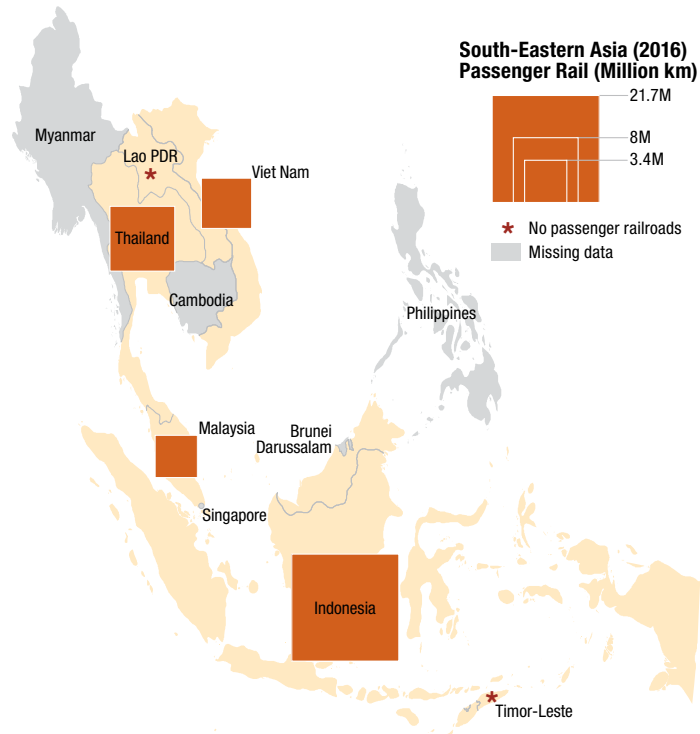 South-Eastern Asia (2016)
Passenger Rail (Million km)
21.7M
8M
3.4M
* No passenger railroads
Missing data
Myanmar
Lao PDR
*
Viet Nam
Thailand
Cambodia
Philippines
Malaysia
Brunei
Darussalam
Singapore
Indonesia
*
Timor-Leste